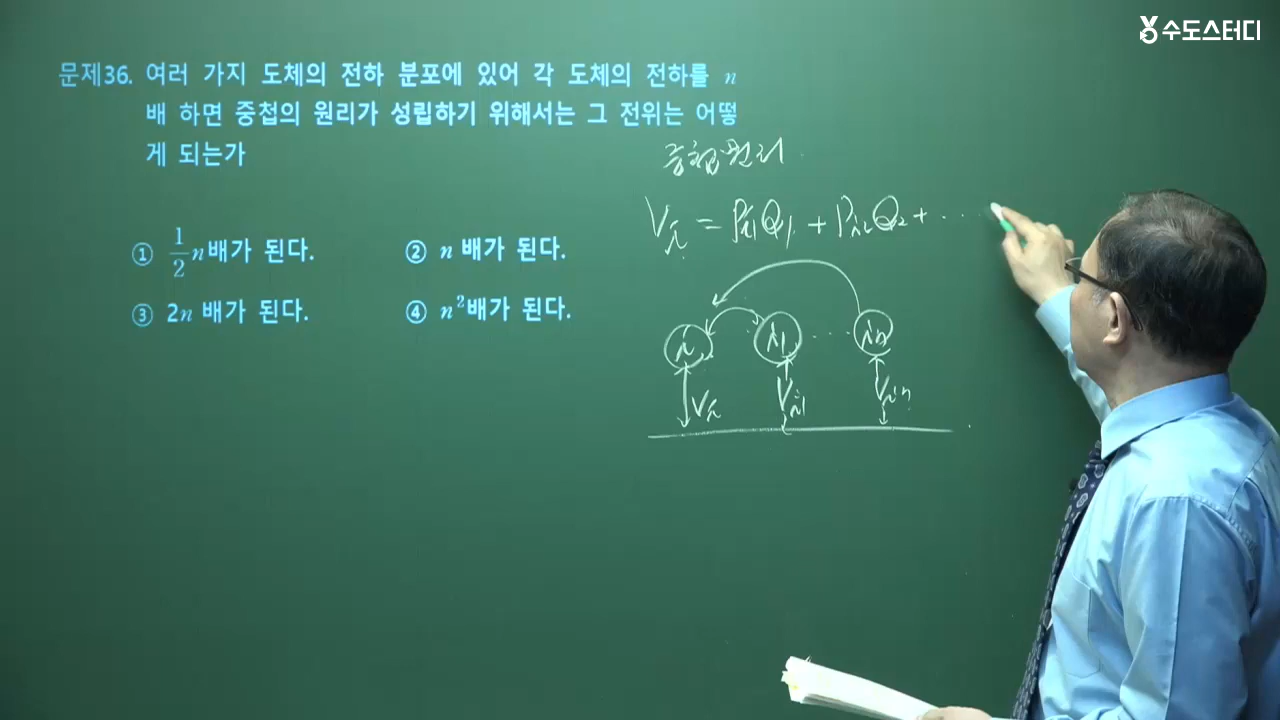 수도스터디
문제36. 여러 가지 도체의 전하 분포에 있어 각 도체의 전하를 n
배 하면 중첩의 원리가 성립하기 위해서는 그 전위는 어떻
게 되는가
① 1/2 n배가 된다. ② n 배가 된다.
③ 2n 배가 된다. ④ n²배가 된다.
중첩원리
Vi = Pi1Q1 + Pi2Q2 + ·····
i i1 ···· in
Vi Vi1 Vin